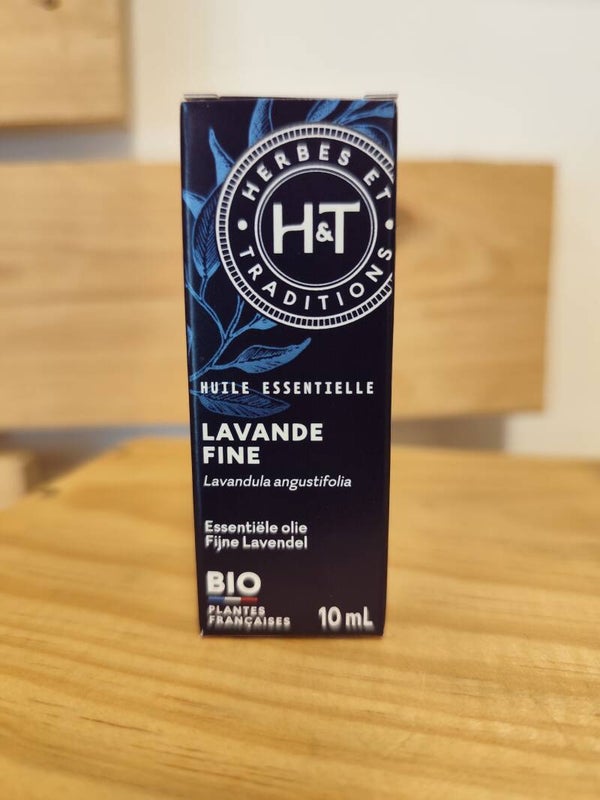 HERBES ET
H&T
TRADITIONS
HUILE ESSENTIELLE
LAVANDE
FINE
Lavandula angustifolia
Essentiële olie
Fijne Lavendel
BIO
PLANTES
FRANÇAISES
10 mL